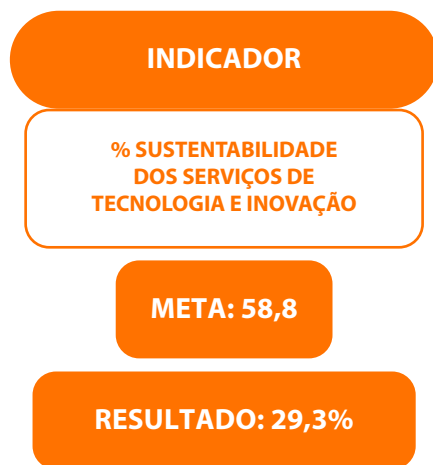 INDICADOR
% SUSTENTABILIDADE
DOS SERVIÇOS DE
TECNOLOGIA E INOVAÇÃO
META: 58,8
RESULTADO: 29,3%